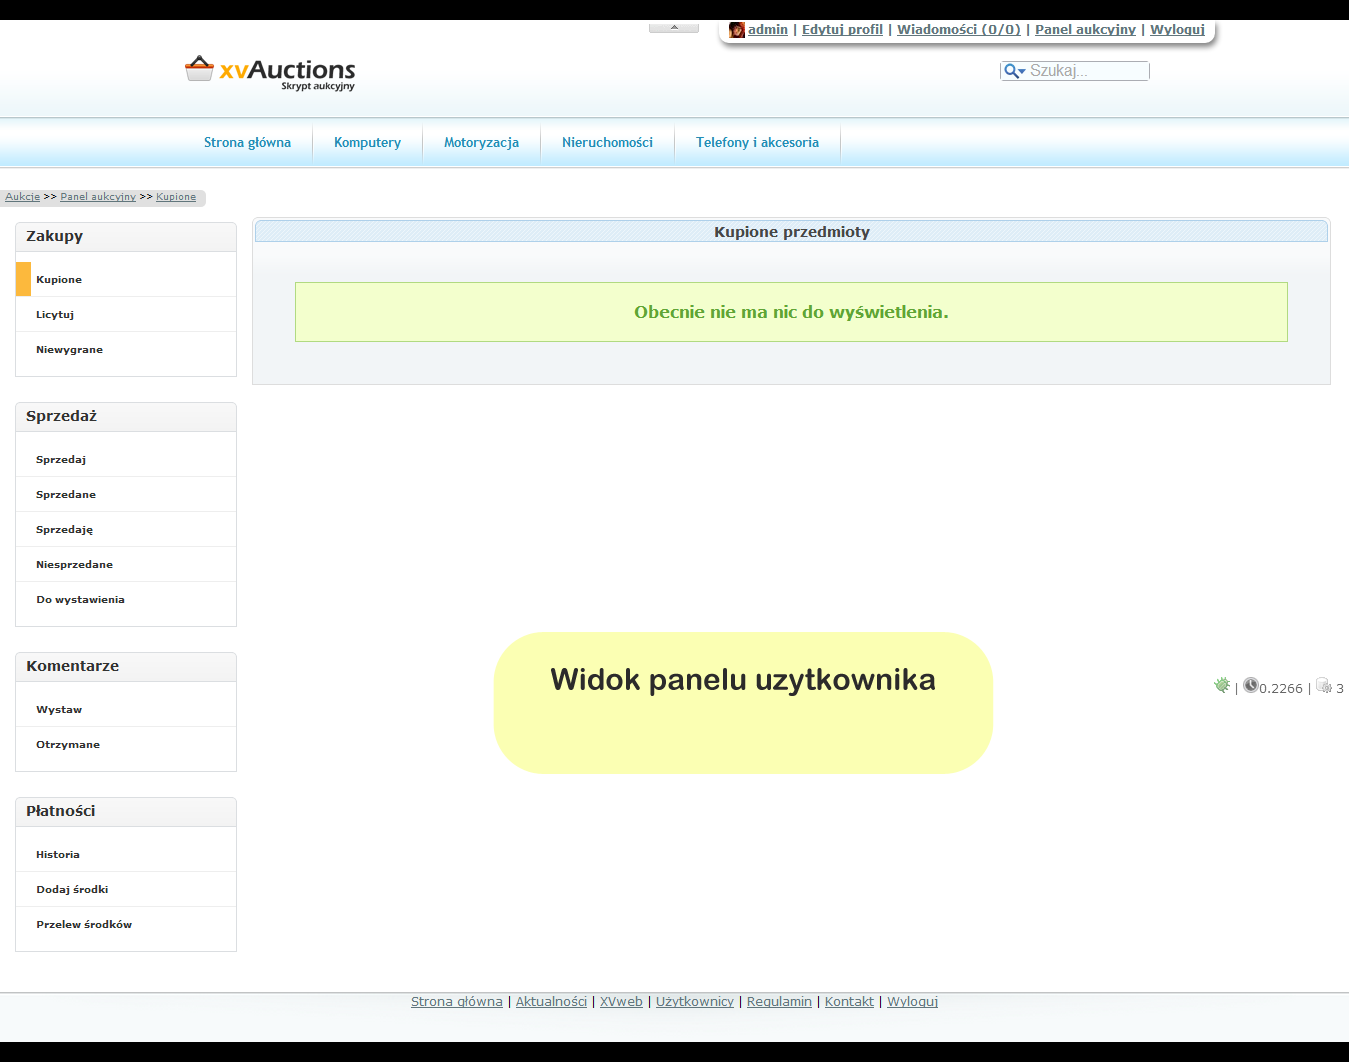 admin | Edytuj profil | Wiadomości (0/0) | Panel aukcyjny | Wyloguj
xvAuctions
Skrypt aukcyjny
Szukaj...
Strona główna
Komputery
Motoryzacja
Nieruchomości
Telefony i akcesoria
Aukcje >> Panel aukcyjny >> Kupione
Zakupy
Kupione
Licytuj
Niewygrane
Kupione przedmioty
Obecnie nie ma nic do wyświetlenia.
Sprzedaż
Sprzedaj
Sprzedane
Sprzedaję
Niesprzedane
Do wystawienia
Komentarze
Wystaw
Otrzymane
Widok panelu uzytkownika
| 0.2266 | 3
Płatności
Historia
Dodaj środki
Przelew środków
Strona główna | Aktualności | XVweb | Użytkownicy | Regulamin | Kontakt | Wyloguj